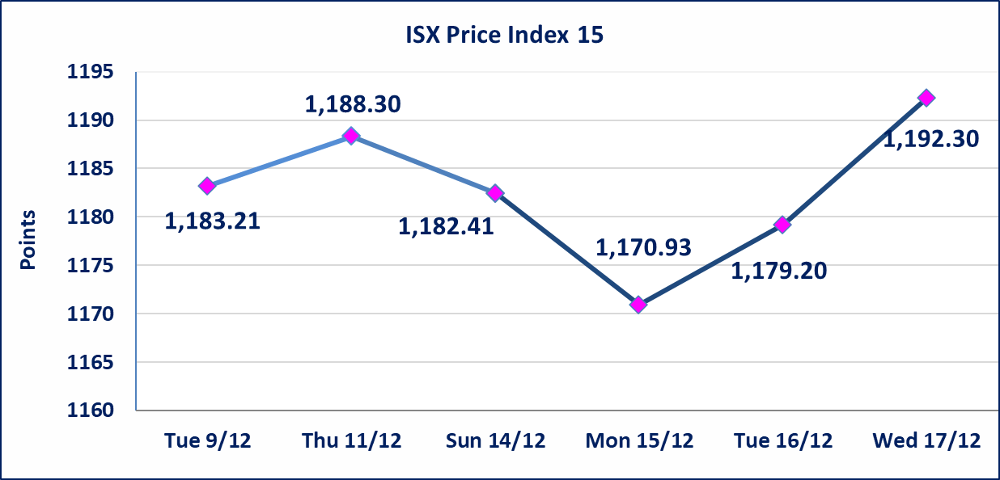 ISX Price Index 15
1195
1190
1185
1180
1175
1170
1165
1160
Points
1,183.21
1,188.30
1,182.41
1,170.93
1,179.20
1,192.30
Tue 9/12
Thu 11/12
Sun 14/12
Mon 15/12
Tue 16/12
Wed 17/12